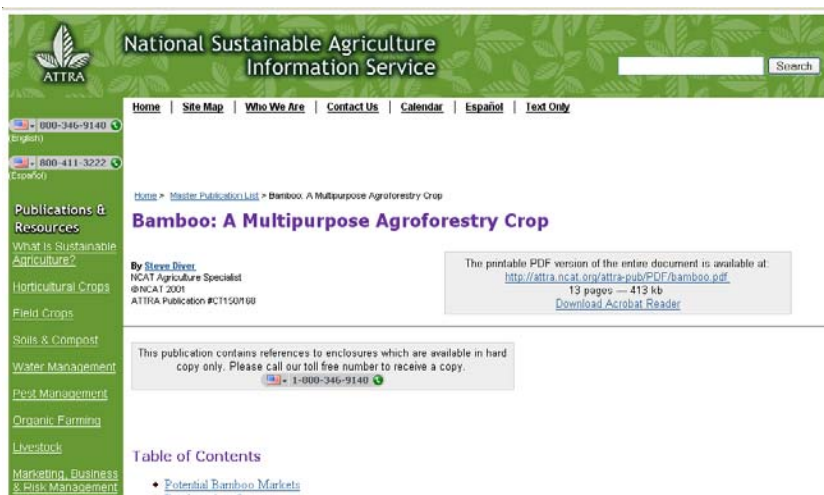 National Sustainable Agriculture
Information Service
ATTRA
Search
Home | Site Map | Who We Are | Contact Us | Calendar | Español | Text Only
800-346-9140
(English)
800-411-3222
(Español)
Home > Master Publication List > Bamboo: A Multipurpose Agroforestry Crop
Bamboo: A Multipurpose Agroforestry Crop
Publications &
Resources
What Is Sustainable
Agriculture?
Horticultural Crops
Field Crops
Soils & Compost
Water Management
Pest Management
Organic Farming
Livestock
Marketing, Business
& Risk Management
By Steve Diver
NCAT Agriculture Specialist
©NCAT 2001
ATTRA Publication #CT150/168
The printable PDF version of the entire document is available at:
http://attra.ncat.org/attra-pub/PDF/bamboo.pdf
13 pages — 413 kb
Download Acrobat Reader
This publication contains references to enclosures which are available in hard
copy only. Please call our toll free number to receive a copy.
1-800-346-9140
Table of Contents
Potential Bamboo Markets